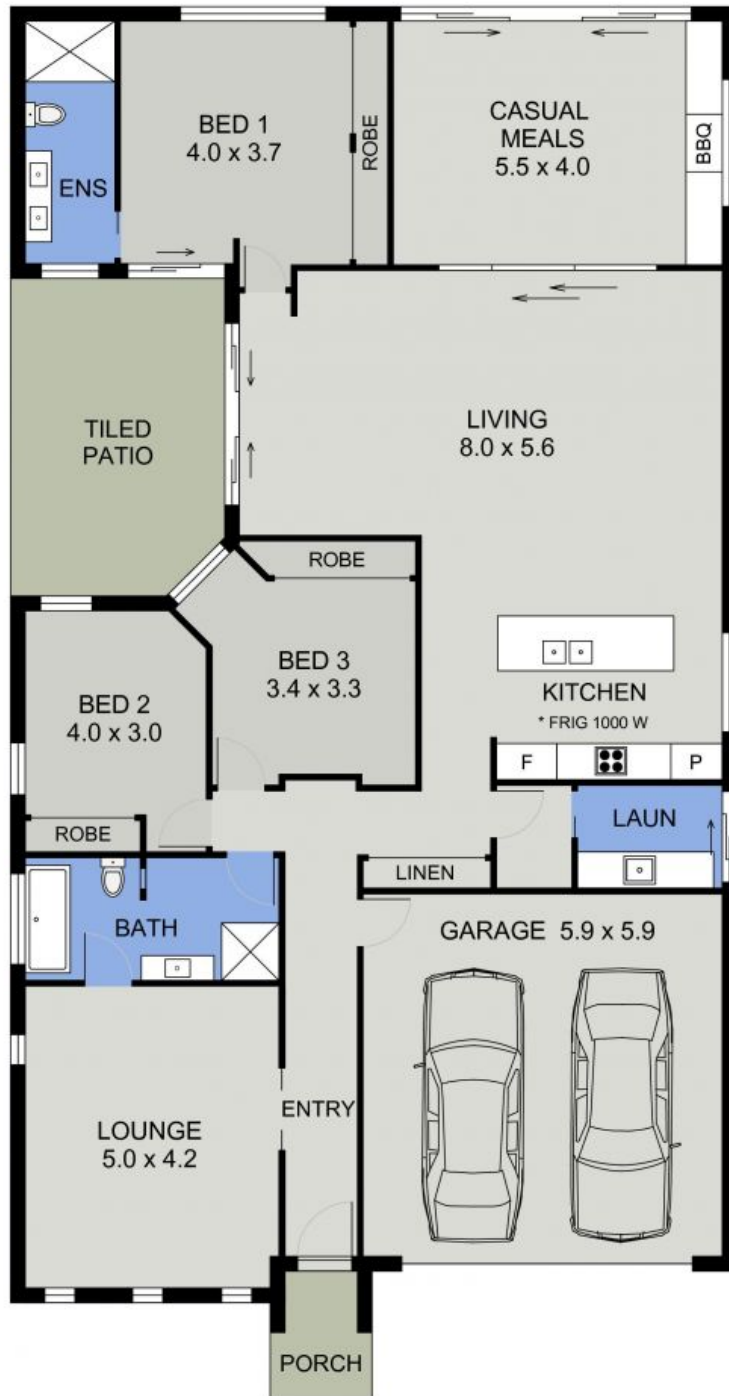 BED 1
4.0 x 3.7
ROBE
CASUAL
MEALS
5.5 x 4.0
BBQ
ENS
TILED
PATIO
LIVING
8.0 x 5.6
ROBE
BED 3
3.4 x 3.3
BED 2
4.0 x 3.0
ROBE
KITCHEN
* FRIG 1000 W
F
P
LAUN
LINEN
BATH
GARAGE 5.9 x 5.9
LOUNGE
5.0 x 4.2
ENTRY
PORCH